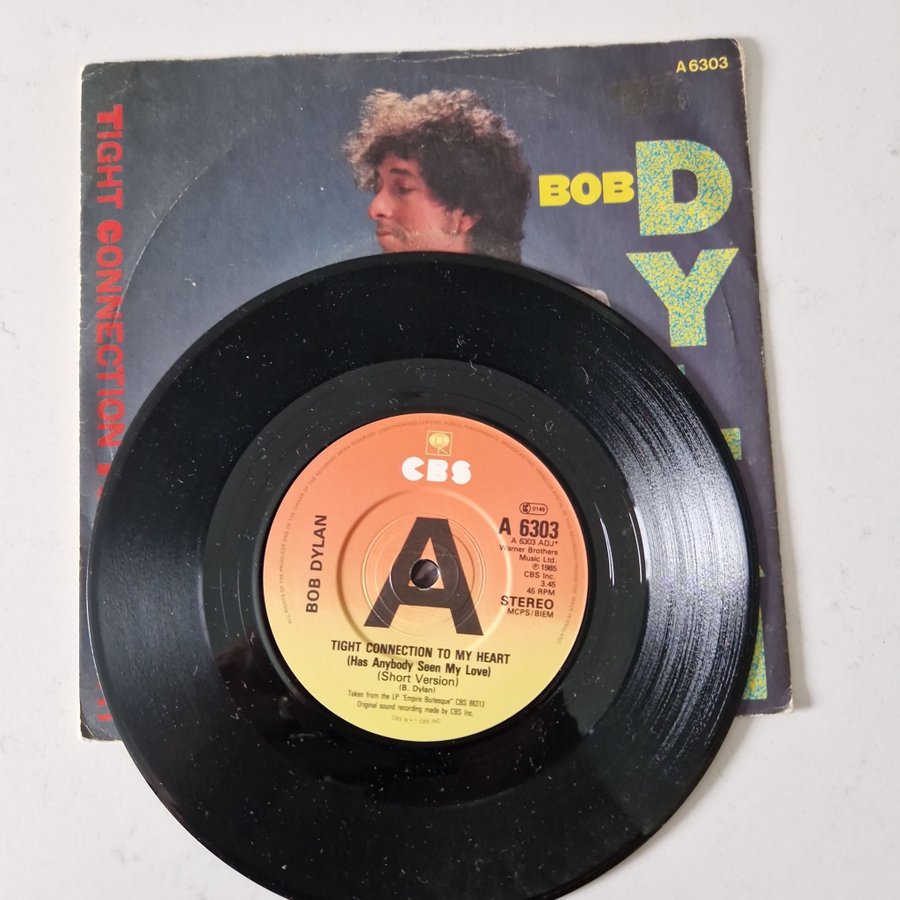 A 6303
BOB
DY
TIGHT CONNECTION
CBS
BOB DYLAN
A
0149
A 6303
A 6303 ADJ*
Warner Brothers
Music Ltd.
℗ 1985
CBS Inc.
3.45
45 RPM
STEREO
MCPS/BIEM
TIGHT CONNECTION TO MY HEART
(Has Anybody Seen My Love)
(Short Version)
(B. Dylan)
Taken from the LP 'Empire Burlesque" CBS 86313
Original sound recording made by CBS Inc.